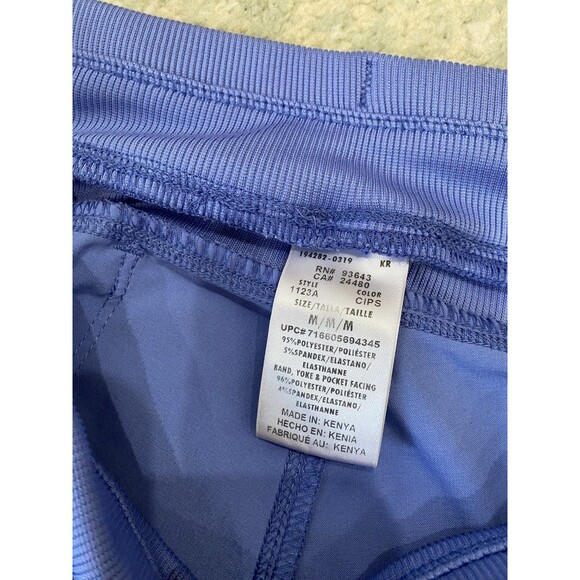 194282-0319 KR
RN# 93643
CA# 24480
STYLE COLOR
1123A CIPS
SIZE/TALLA/TAILLE
M/M/M
UPC# 716605694345
95%POLYESTER/POLIÉSTER
5%SPANDEX/ELASTANO/
ELASTHANNE
BAND, YOKE & POCKET FACING
96%POLYESTER/POLIÉSTER
4%SPANDEX/ELASTANO/
ELASTHANNE
MADE IN: KENYA
HECHO EN: KENIA
FABRIQUÉ AU: KENYA